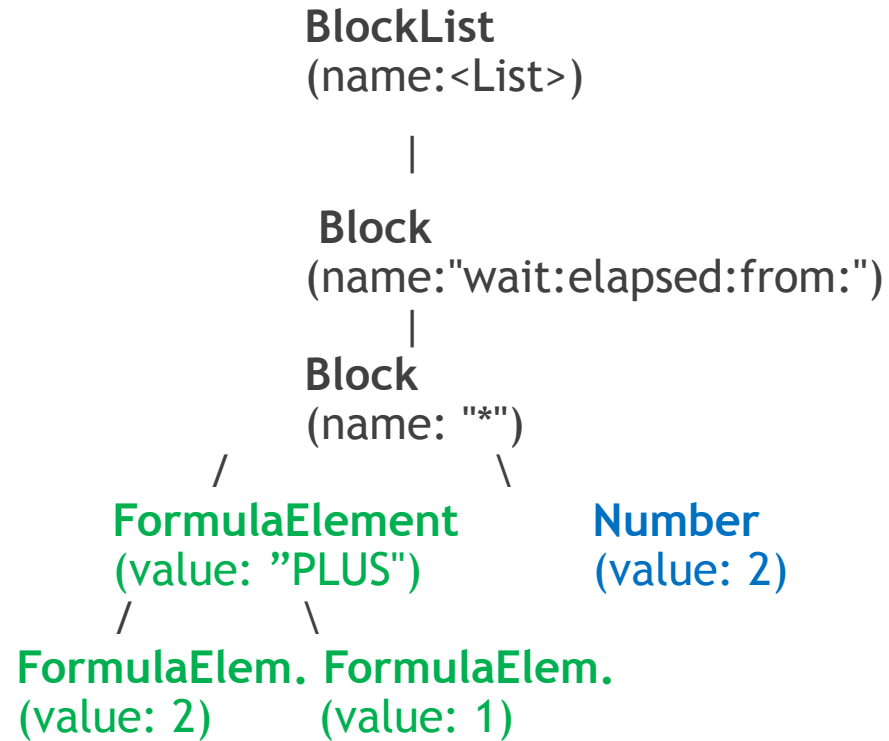 BlockList
(name:<List>)
|
Block
(name:"wait:elapsed:from:")
|
Block
(name: "*")
/ \
FormulaElement Number
(value: ”PLUS") (value: 2)
/ \
FormulaElem. FormulaElem.
(value: 2) (value: 1)